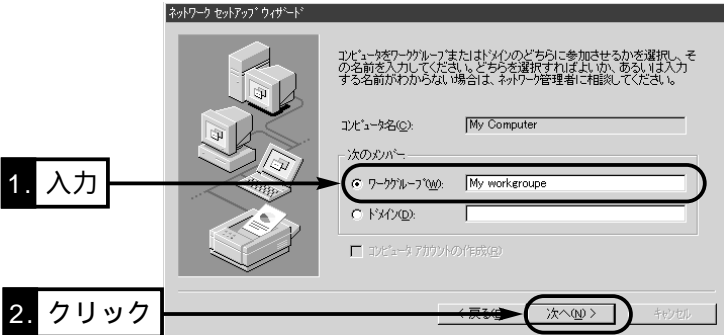 ネットワーク セットアップ ウィザード
コンピュータをワークグループまたはドメインのどちらに参加させるかを選択し、そ
の名前を入力してください。どちらを選択すればよいか、あるいは入力
する名前がわからない場合は、ネットワーク管理者に相談してください。
コンピュータ名(C): My Computer
次のメンバー:
1. 入力
ワークグループ(W): My workgroupe
ドメイン(D):
コンピュータ アカウントの作成(R)
2. クリック
< 戻る(B) 次へ(N) > キャンセル